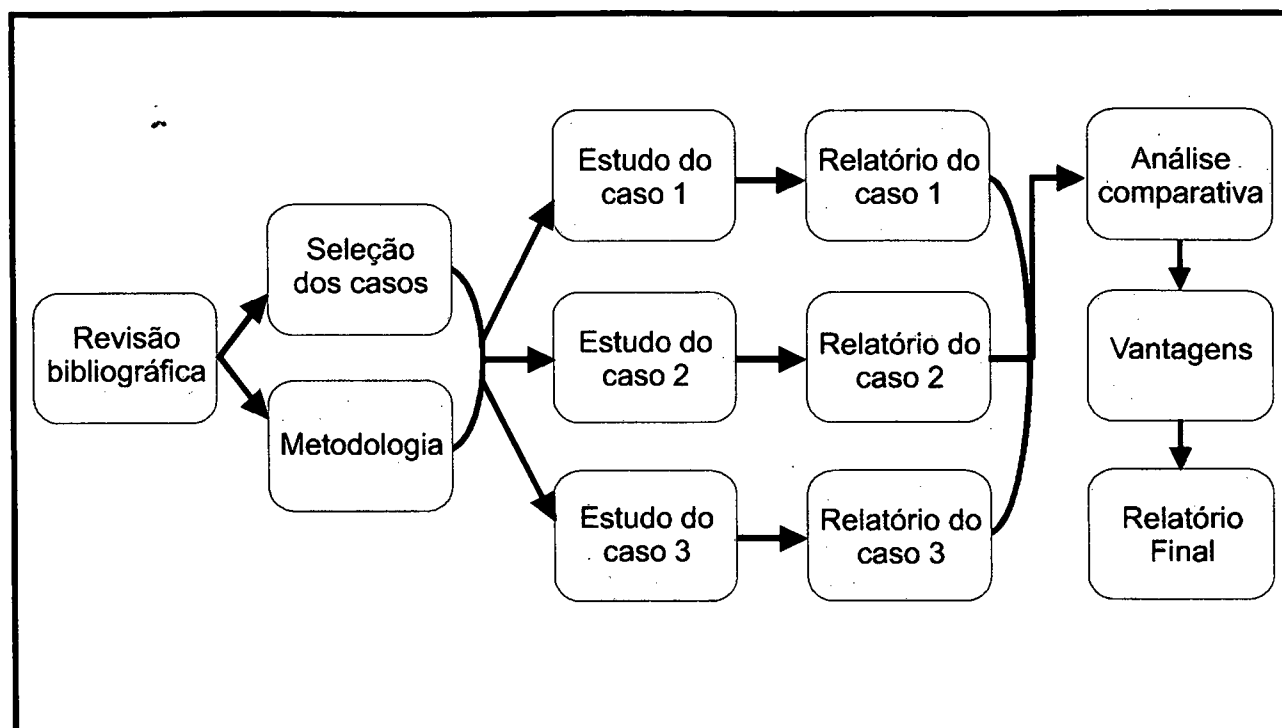 Revisão
bibliográfica
Seleção
dos casos
Metodologia
Estudo do
caso 1
Relatório do
caso 1
Estudo do
caso 2
Relatório do
caso 2
Estudo do
caso 3
Relatório do
caso 3
Análise
comparativa
Vantagens
Relatório
Final